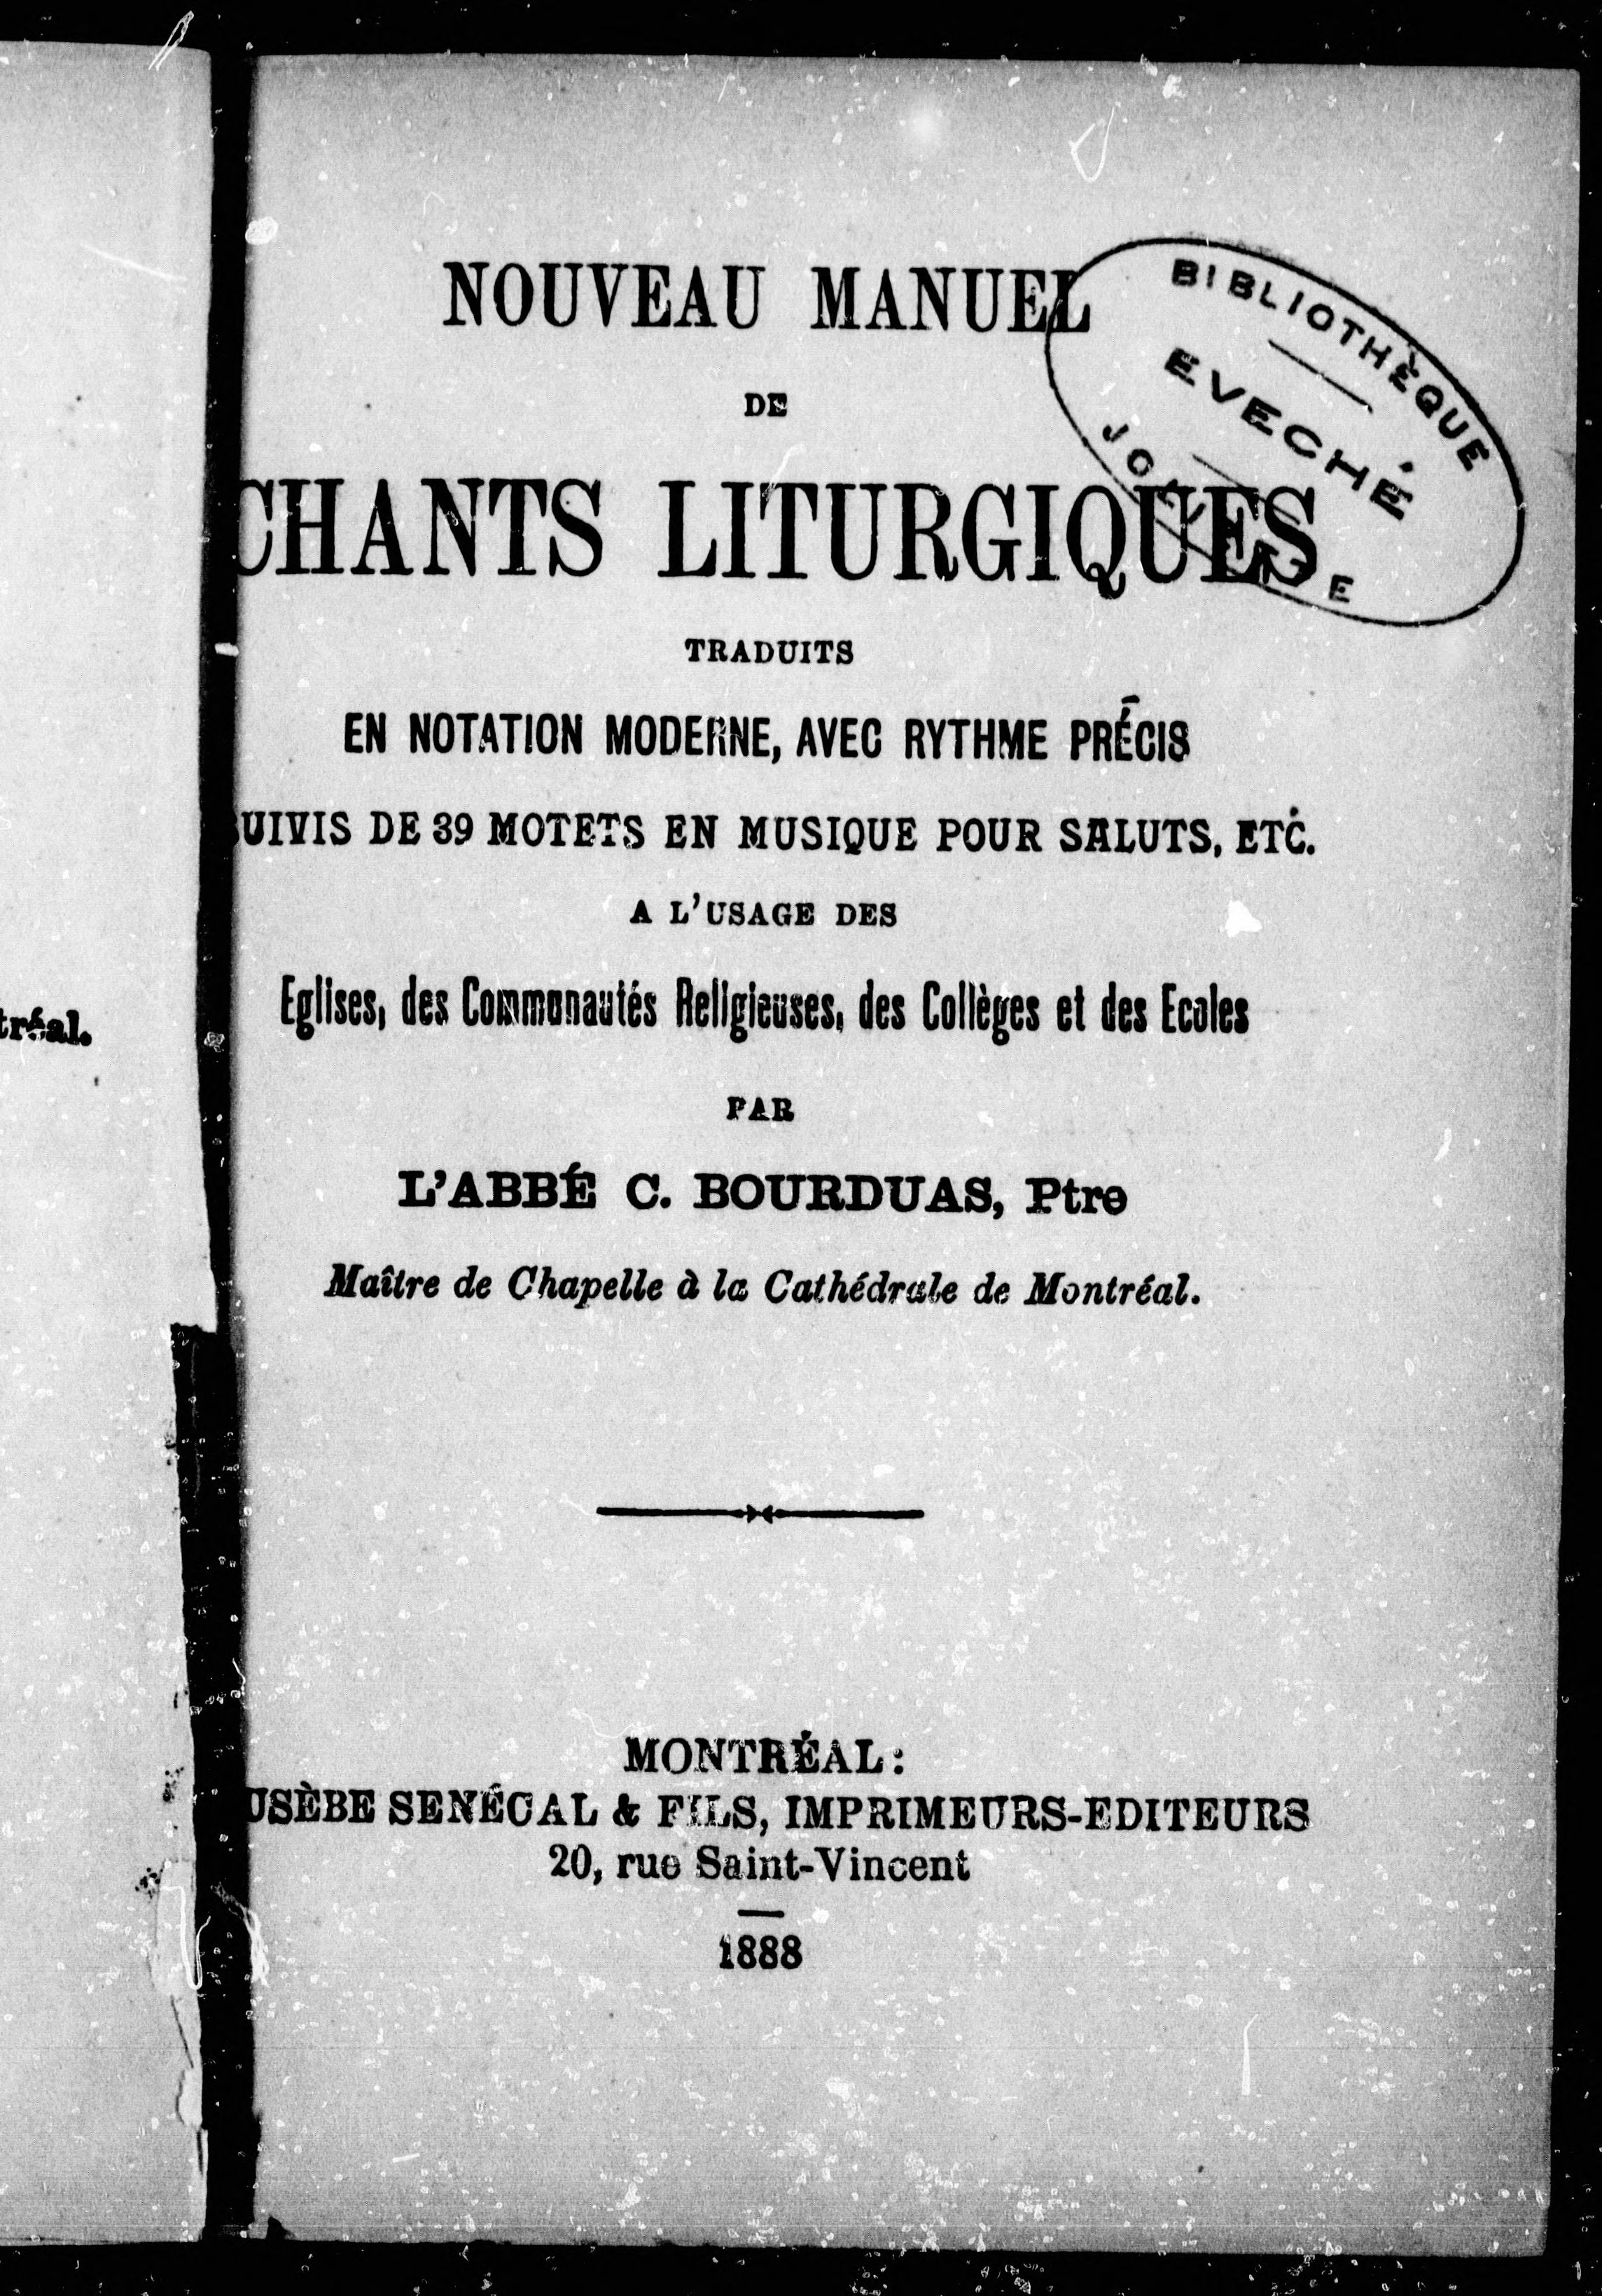 NOUVEAU MANUEL
DE
CHANTS LITURGIQUES
TRADUITS
EN NOTATION MODERNE, AVEC RYTHME PRÉCIS
SUIVIS DE 39 MOTETS EN MUSIQUE POUR SALUTS, ETC.
A L'USAGE DES
Eglises, des Communautés Religieuses, des Collèges et des Ecoles
PAR
L'ABBÉ C. BOURDUAS, Ptre
Maître de Chapelle à la Cathédrale de Montréal.
MONTRÉAL:
USÈBE SENÉCAL & FILS, IMPRIMEURS-EDITEURS
20, rue Saint-Vincent
1888
BIBLIOTHÈQUE
EVECHÉ
tréal.